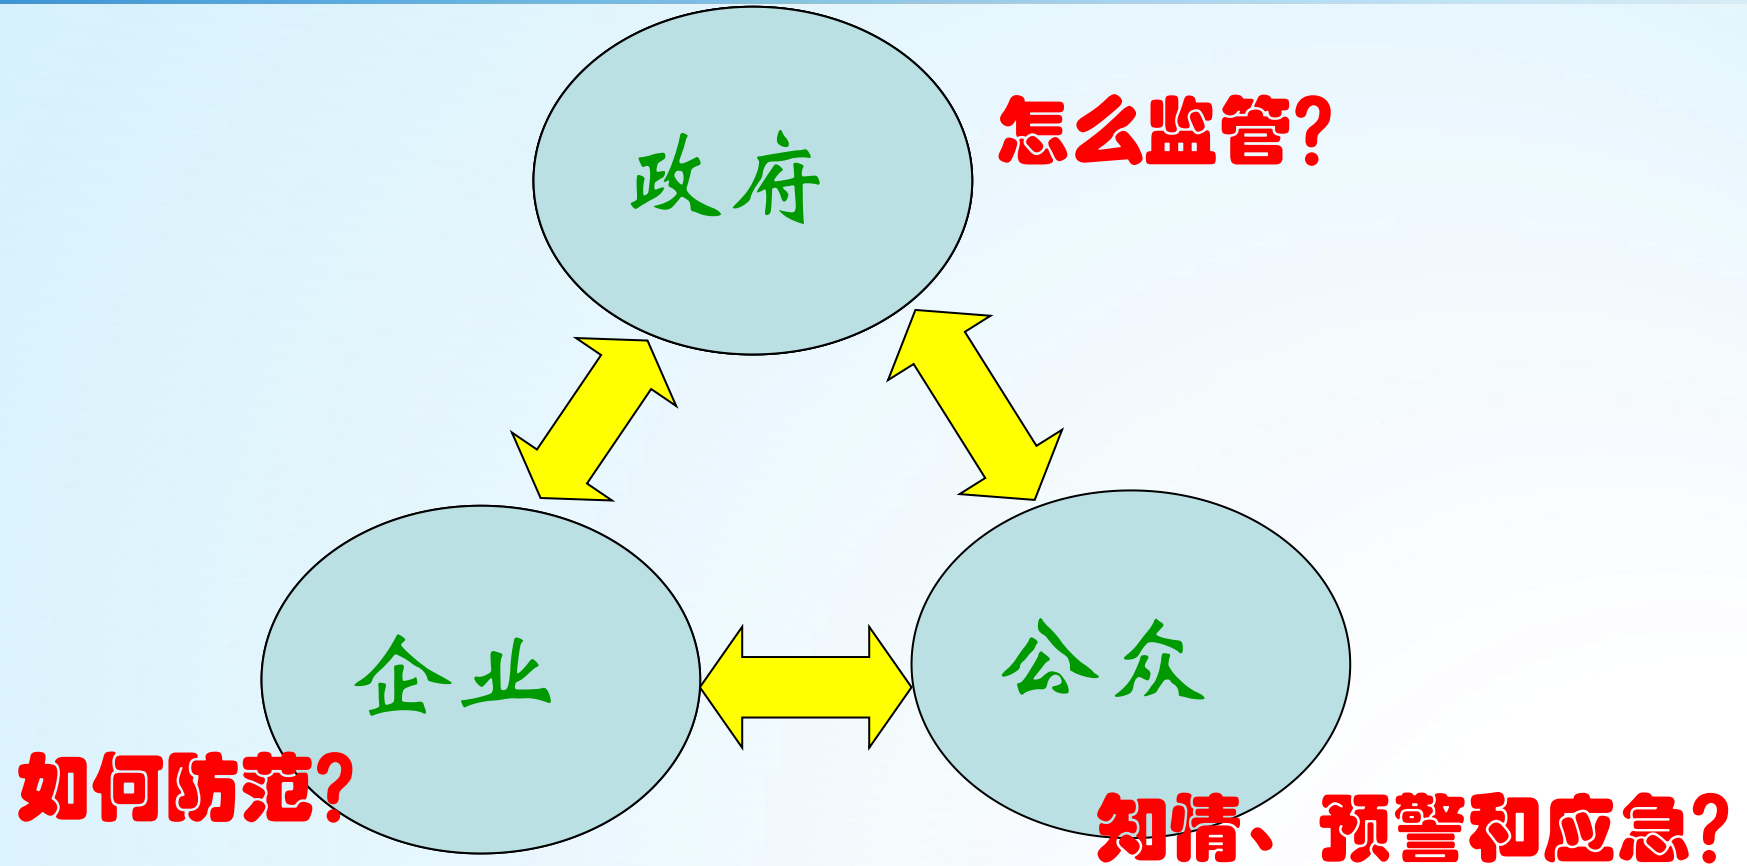 政府
怎么监管?
企业
公众
如何防范?
知情、预警和应急?